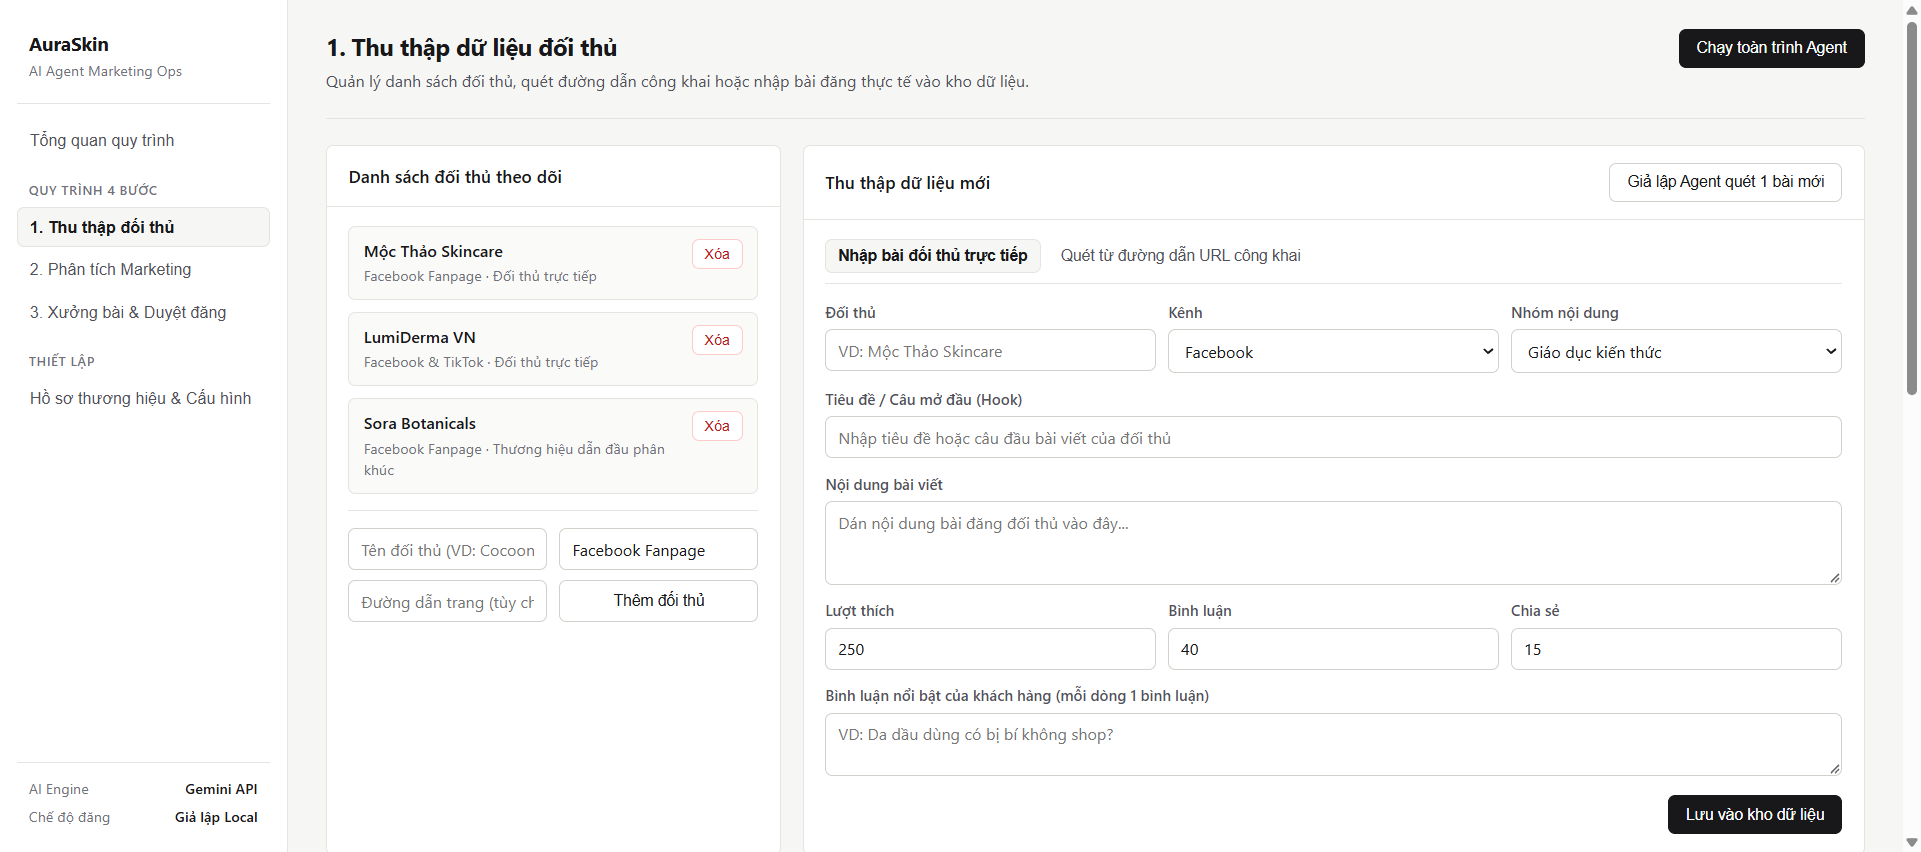 AuraSkin
AI Agent Marketing Ops
Tổng quan quy trình
QUY TRÌNH 4 BƯỚC
1. Thu thập đối thủ
2. Phân tích Marketing
3. Xưởng bài & Duyệt đăng
THIẾT LẬP
Hồ sơ thương hiệu & Cấu hình
AI Engine Gemini API
Chế độ đăng Giả lập Local
1. Thu thập dữ liệu đối thủ
Quản lý danh sách đối thủ, quét đường dẫn công khai hoặc nhập bài đăng thực tế vào kho dữ liệu.
Chạy toàn trình Agent
Danh sách đối thủ theo dõi
Mộc Thảo Skincare
Facebook Fanpage · Đối thủ trực tiếp
Xóa
LumiDerma VN
Facebook & TikTok · Đối thủ trực tiếp
Xóa
Sora Botanicals
Facebook Fanpage · Thương hiệu dẫn đầu phân
khúc
Xóa
Tên đối thủ (VD: Cocoon
Facebook Fanpage
Đường dẫn trang (tùy ch
Thêm đối thủ
Thu thập dữ liệu mới
Giả lập Agent quét 1 bài mới
Nhập bài đối thủ trực tiếp
Quét từ đường dẫn URL công khai
Đối thủ
VD: Mộc Thảo Skincare
Kênh
Facebook
Nhóm nội dung
Giáo dục kiến thức
Tiêu đề / Câu mở đầu (Hook)
Nhập tiêu đề hoặc câu đầu bài viết của đối thủ
Nội dung bài viết
Dán nội dung bài đăng đối thủ vào đây...
Lượt thích
250
Bình luận
40
Chia sẻ
15
Bình luận nổi bật của khách hàng (mỗi dòng 1 bình luận)
VD: Da dầu dùng có bị bí không shop?
Lưu vào kho dữ liệu